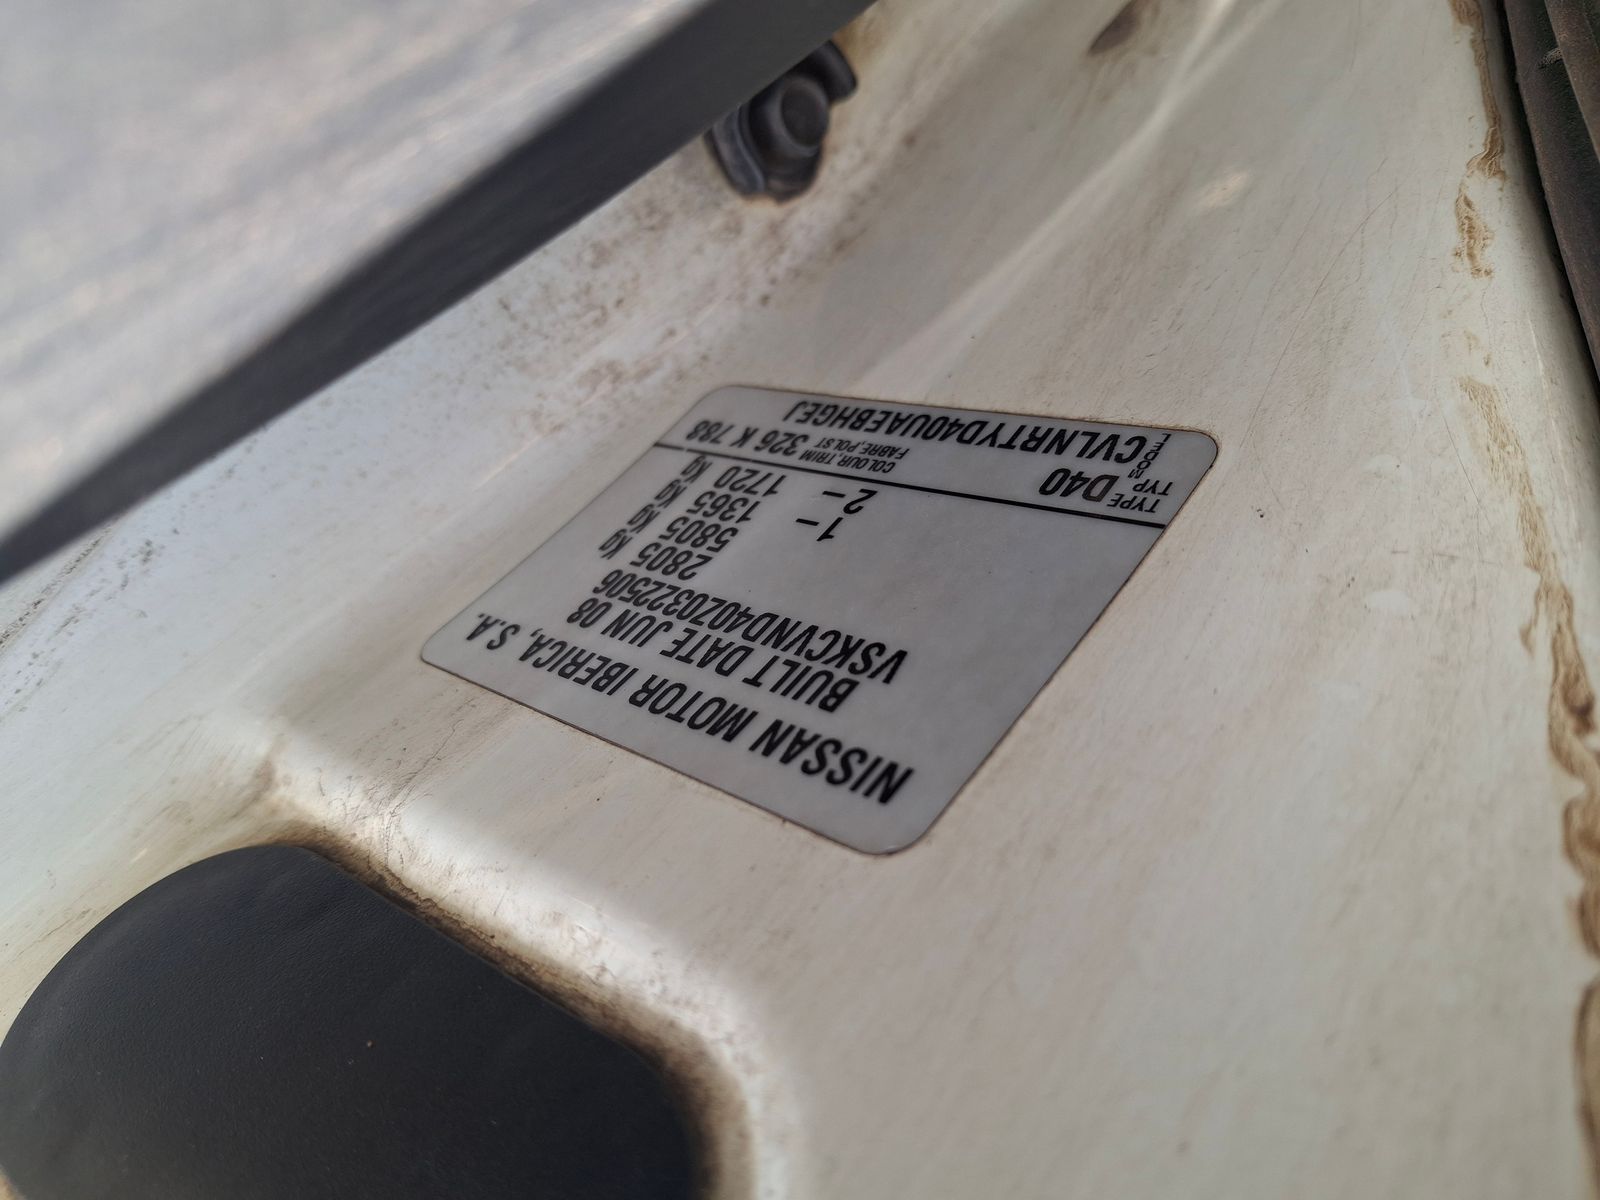 NISSAN MOTOR IBERICA, S.A.
BUILT DATE JUN 08
VSKCVND40Z0322506
2805 kg
5805 kg
1- 1365 kg
2- 1720 kg
TYPE TYP D40 COLOUR, TRIM FABRE, POLST 326 K 788
MODEL CVLNRTYD40UAEBHGEJ